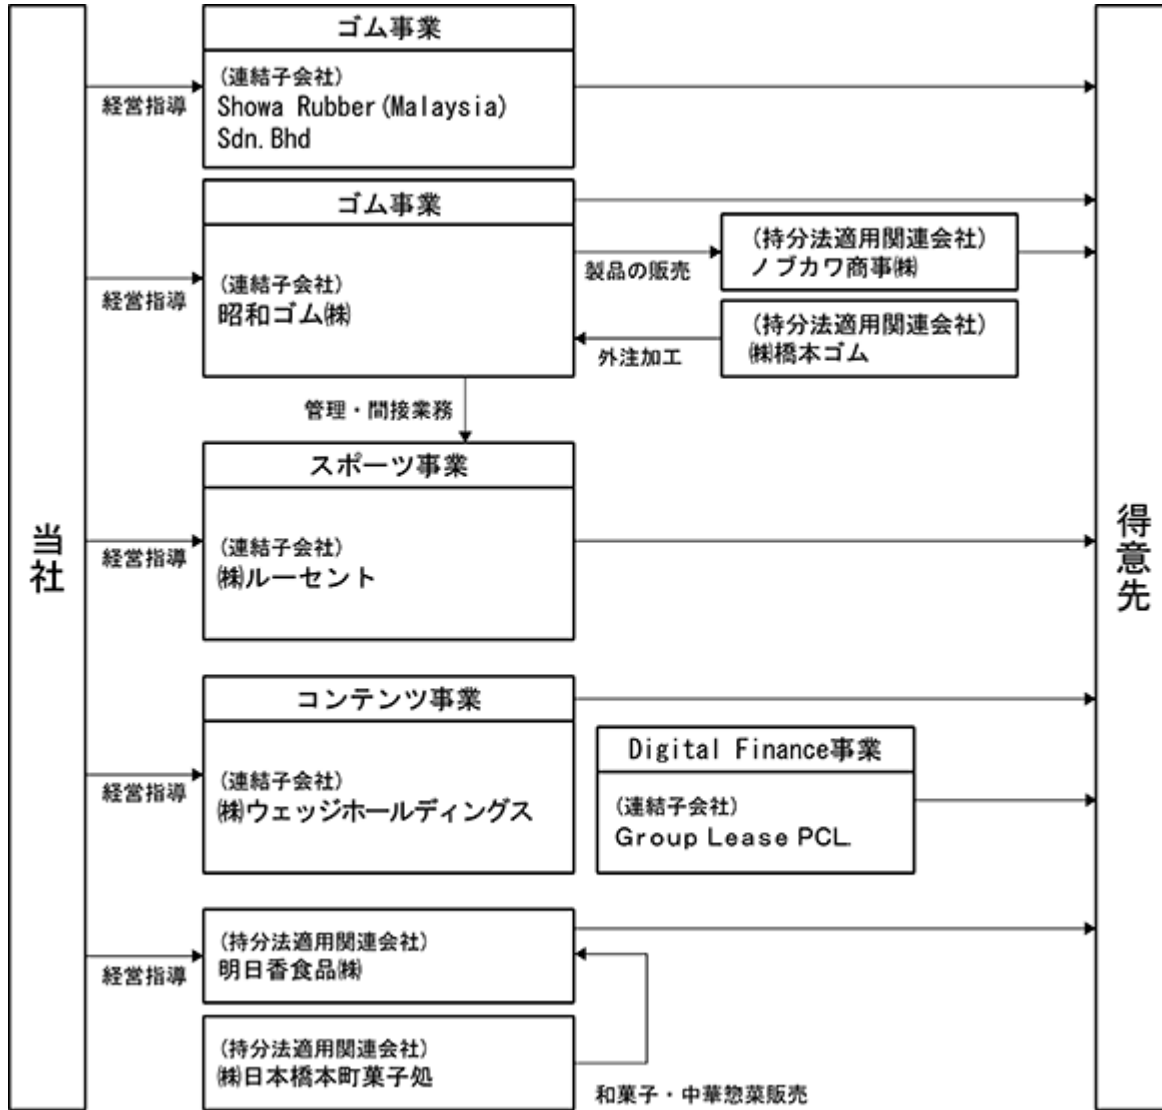 当社
ゴム事業
(連結子会社)
Showa Rubber(Malaysia)
Sdn.Bhd
経営指導
ゴム事業
(連結子会社)
昭和ゴム㈱
経営指導
製品の販売
(持分法適用関連会社)
ノブカワ商事㈱
外注加工
(持分法適用関連会社)
㈱橋本ゴム
管理・間接業務
スポーツ事業
(連結子会社)
㈱ルーセント
経営指導
コンテンツ事業
(連結子会社)
㈱ウェッジホールディングス
経営指導
Digital Finance事業
(連結子会社)
Group Lease PCL.
(持分法適用関連会社)
明日香食品㈱
経営指導
(持分法適用関連会社)
㈱日本橋本町菓子処
和菓子・中華惣菜販売
得意先